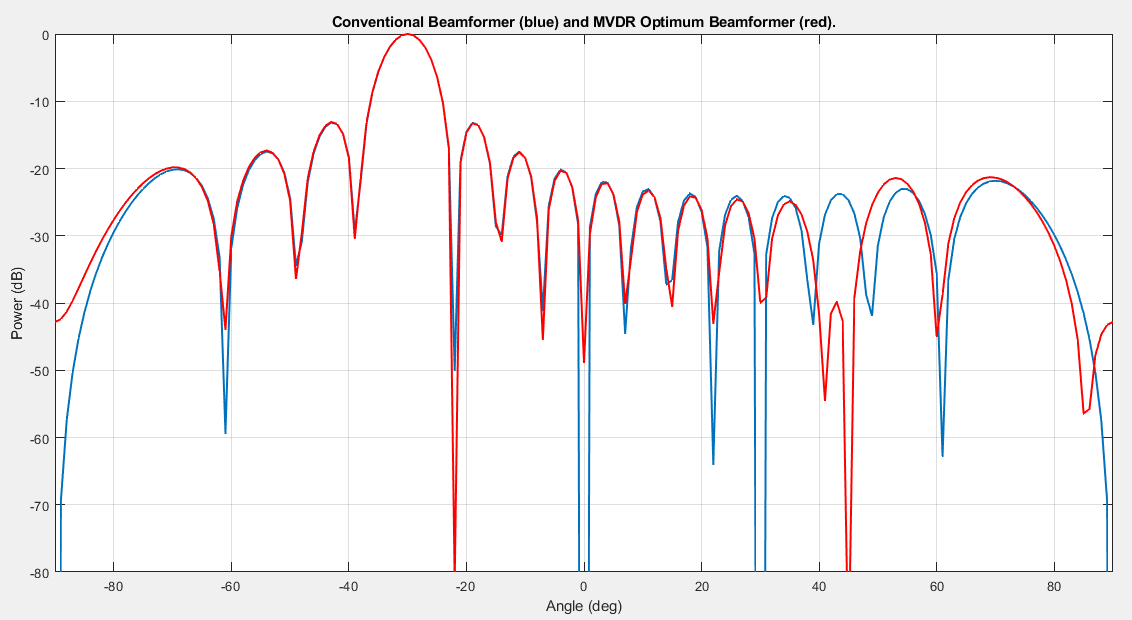 Conventional Beamformer (blue) and MVDR Optimum Beamformer (red).
Power (dB)
0
-10
-20
-30
-40
-50
-60
-70
-80
-80 -60 -40 -20 0 20 40 60 80
Angle (deg)